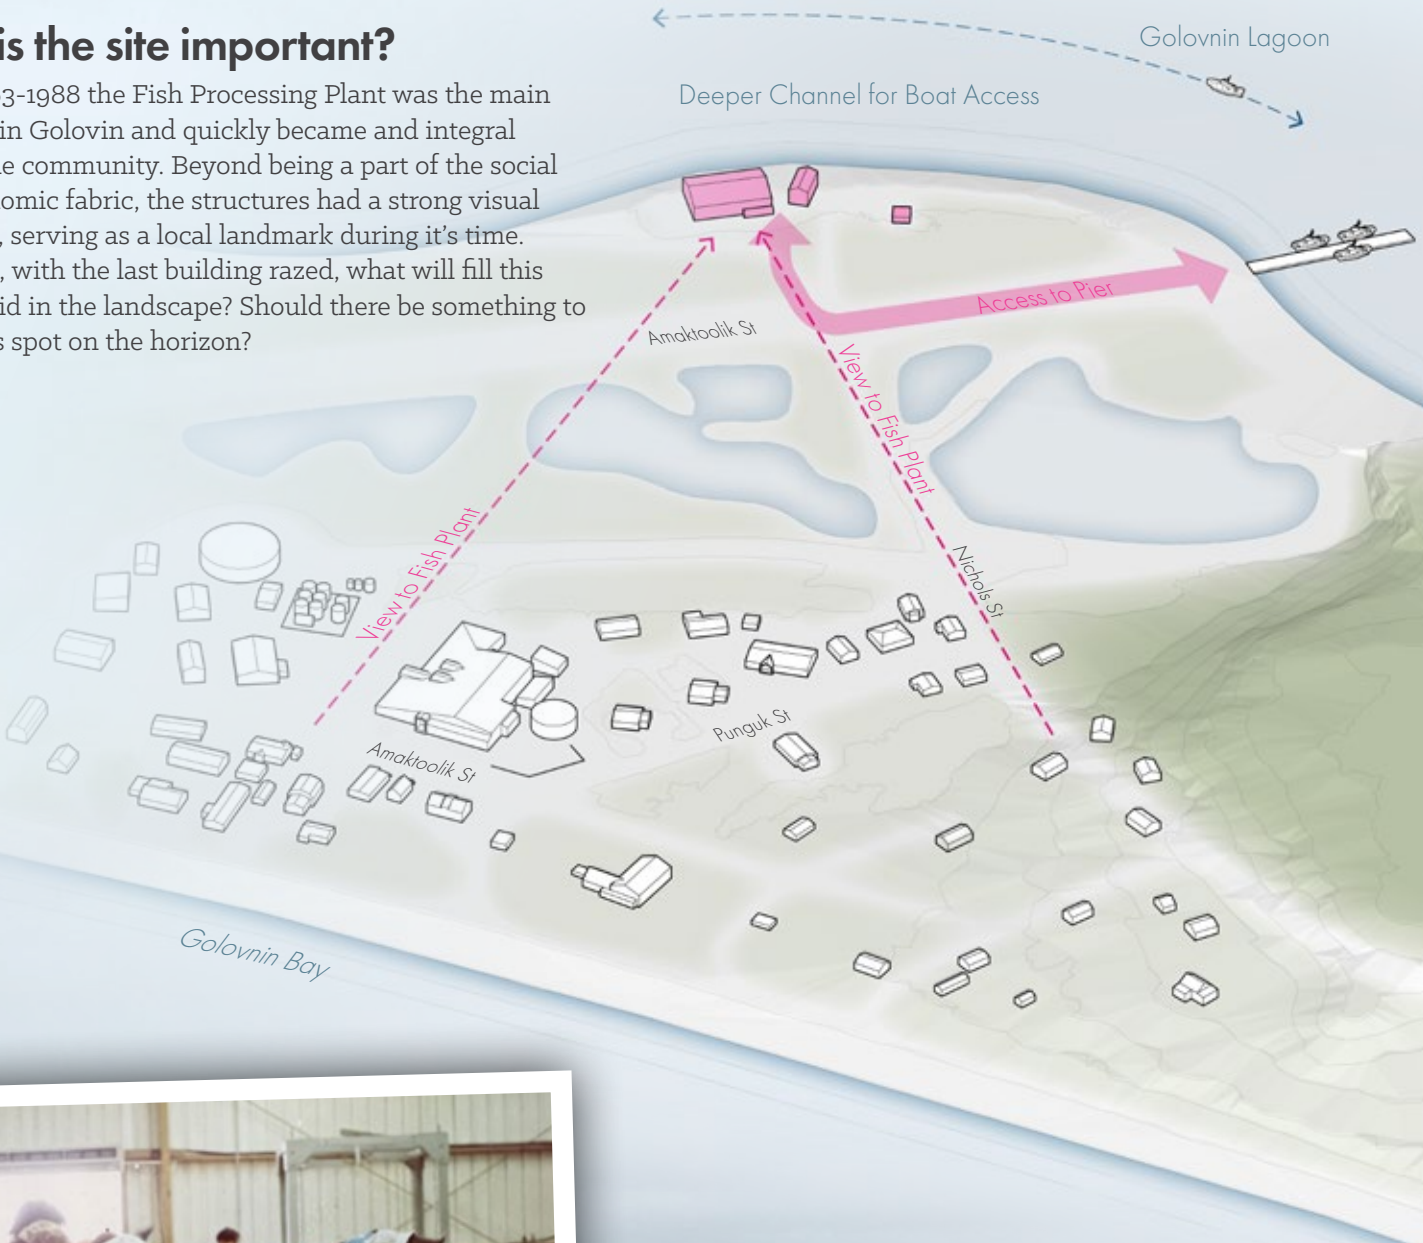 is the site important?
63-1988 the Fish Processing Plant was the main
in Golovin and quickly became and integral
e community. Beyond being a part of the social
omic fabric, the structures had a strong visual
, serving as a local landmark during it's time.
, with the last building razed, what will fill this
id in the landscape? Should there be something to
s spot on the horizon?
Golovnin Lagoon
Deeper Channel for Boat Access
Access to Pier
Amaktoolik St
View to Fish Plant
View to Fish Plant
Nichols St
Punguk St
Amaktoolik St
Golovnin Bay